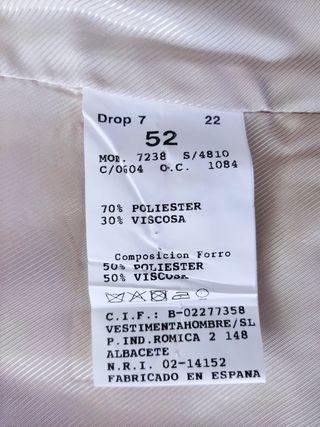 Drop 7 22
52
MOD. 7238 S/4810
C/0604 O.C. 1084
70% POLIESTER
30% VISCOSA
Composicion Forro
50% POLIESTER
50% VISCOSA
C.I.F.: B-02277358
VESTIMENTAHOMBRE/SL
P.IND.ROMICA 2 148
ALBACETE
N.R.I. 02-14152
FABRICADO EN ESPANA